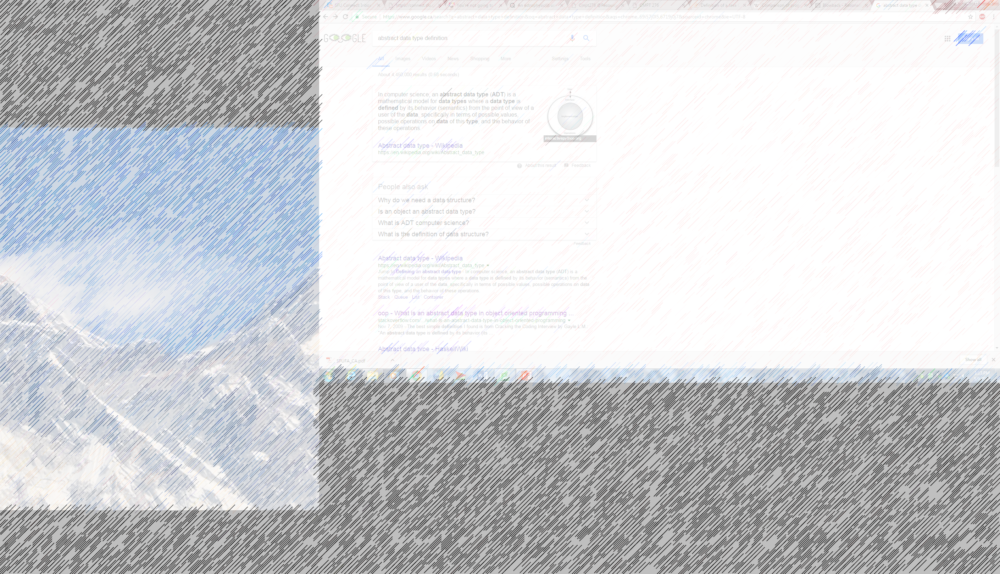 SFU Connect: Inbox
https://connect.sfu.c
You're not going to
An astrophysicist u
Cmpt276 @Resour
CMPT 276
Definition of a Java
Comparison of prog
Blowback - Rational
abstract data type d
Secure https://www.google.ca/search?q=abstract+data+type+definition&oq=abstract+data+type+definition&aqs=chrome..69i57j0l5.6719j0j7&sourceid=chrome&ie=UTF-8
GOOGLE
abstract data type definition
All Images Videos News Shopping More Settings Tools
About 4,450,000 results (0.68 seconds)
In computer science, an abstract data type (ADT) is a
mathematical model for data types where a data type is
defined by its behavior (semantics) from the point of view of a
user of the data, specifically in terms of possible values,
possible operations on data of this type, and the behavior of
these operations.
User
Interface
Implementation
Operations
interactivepython.org
Abstract data type - Wikipedia
https://en.wikipedia.org/wiki/Abstract_data_type
About this result Feedback
People also ask
Why do we need a data structure?
Is an object an abstract data type?
What is ADT computer science?
What is the definition of data structure?
Feedback
Abstract data type - Wikipedia
https://en.wikipedia.org/wiki/Abstract_data_type
Jump to Defining an abstract data type - In computer science, an abstract data type (ADT) is a
mathematical model for data types where a data type is defined by its behavior (semantics) from the
point of view of a user of the data, specifically in terms of possible values, possible operations on data
of this type, and the behavior of these operations.
Stack · Queue · List · Container
oop - What is an abstract data type in object oriented programming ...
stackoverflow.com/.../what-is-an-abstract-data-type-in-object-oriented-programming
Nov 7, 2009 - The best simple definition I found is from Cracking the Coding Interview by Gayle L.M.:
"An abstract data type is defined by its behavior (its ...
Abstract data type - HaskellWiki
SFUFA_CA.pdf
Show all
1:13 PM